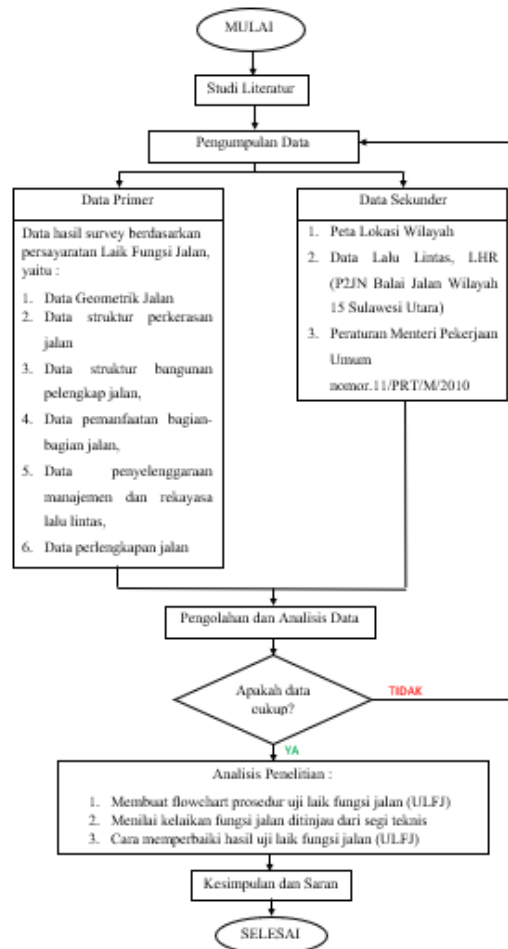 MULAI
Studi Literatur
Pengumpulan Data
Data Primer
Data hasil survey berdasarkan
persyaratan Laik Fungsi Jalan,
yaitu :
1. Data Geometrik Jalan
2. Data struktur perkerasan
jalan
3. Data struktur bangunan
pelengkap jalan,
4. Data pemanfaatan bagian-
bagian jalan,
5. Data penyelenggaraan
manajemen dan rekayasa
lalu lintas,
6. Data perlengkapan jalan
Data Sekunder
1. Peta Lokasi Wilayah
2. Data Lalu Lintas, LHR
(P2JN Balai Jalan Wilayah
15 Sulawesi Utara)
3. Peraturan Menteri Pekerjaan
Umum
nomor.11/PRT/M/2010
Pengolahan dan Analisis Data
Apakah data
cukup?
TIDAK
YA
Analisis Penelitian :
1. Membuat flowchart prosedur uji laik fungsi jalan (ULFJ)
2. Menilai kelaikan fungsi jalan ditinjau dari segi teknis
3. Cara memperbaiki hasil uji laik fungsi jalan (ULFJ)
Kesimpulan dan Saran
SELESAI